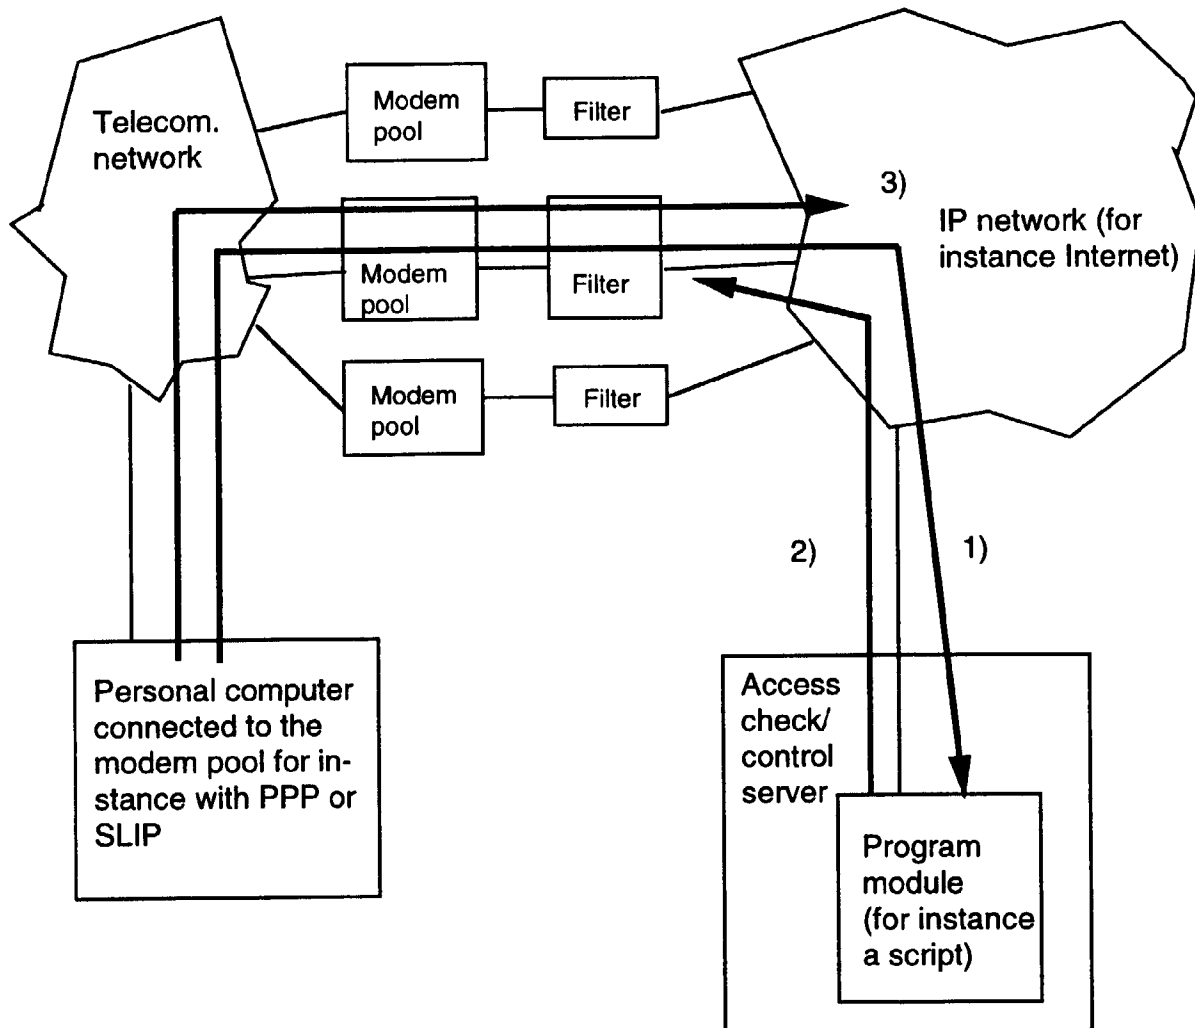 Telecom.
network
Modem
pool
Filter
3)
IP network (for
instance Internet)
Modem
pool
Filter
Modem
pool
Filter
2)
1)
Personal computer
connected to the
modem pool for in-
stance with PPP or
SLIP
Access
check/
control
server
Program
module
(for instance
a script)